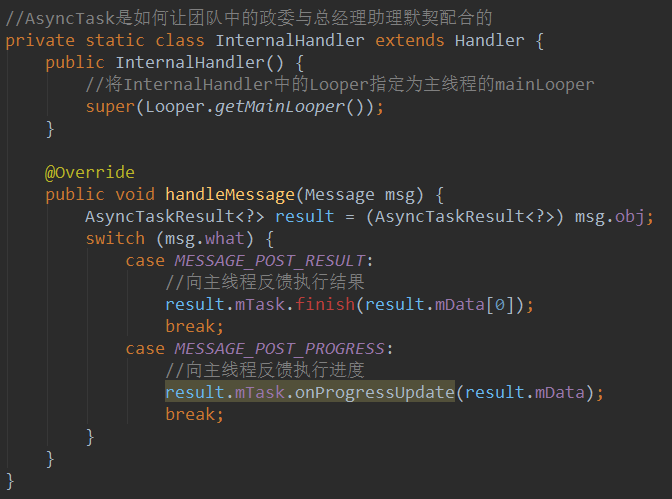 //AsyncTask是如何让团队中的政委与总经理助理默契配合的
private static class InternalHandler extends Handler {
    public InternalHandler() {
        //将InternalHandler中的Looper指定为主线程的mainLooper
        super(Looper.getMainLooper());
    }

    @Override
    public void handleMessage(Message msg) {
        AsyncTaskResult<?> result = (AsyncTaskResult<?>) msg.obj;
        switch (msg.what) {
            case MESSAGE_POST_RESULT:
                //向主线程反馈执行结果
                result.mTask.finish(result.mData[0]);
                break;
            case MESSAGE_POST_PROGRESS:
                //向主线程反馈执行进度
                result.mTask.onProgressUpdate(result.mData);
                break;
        }
    }
}